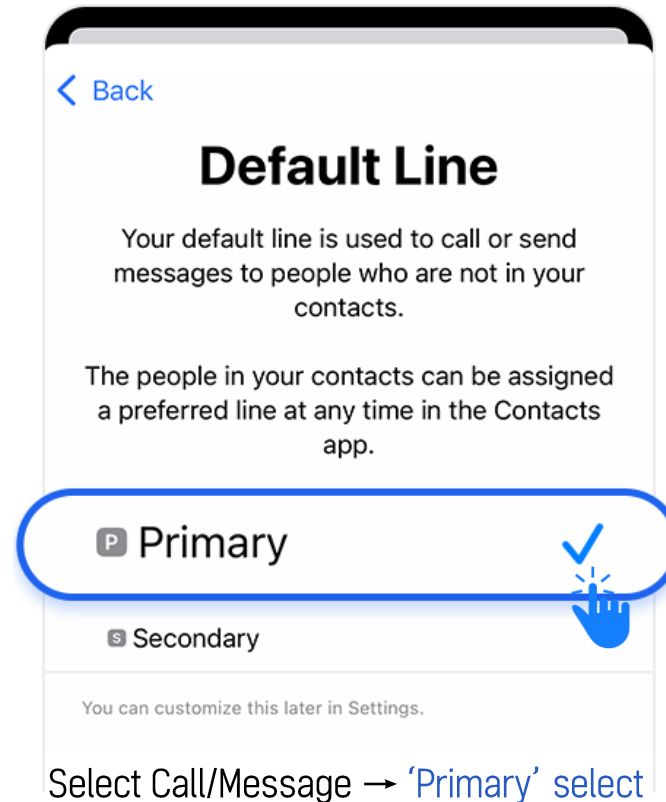 Back
Default Line
Your default line is used to call or send
messages to people who are not in your
contacts.
The people in your contacts can be assigned
a preferred line at any time in the Contacts
app.
P Primary
S Secondary
You can customize this later in Settings.
Select Call/Message → ‘Primary’ select